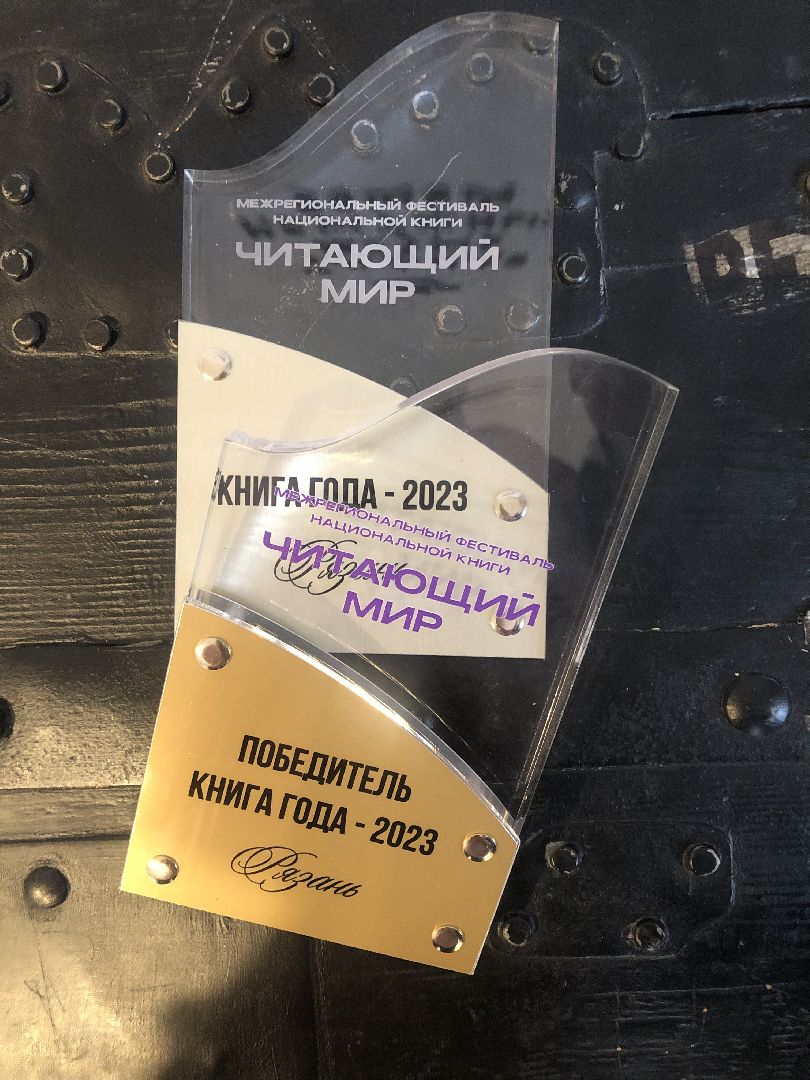 МЕЖРЕГИОНАЛЬНЫЙ ФЕСТИВАЛЬ
НАЦИОНАЛЬНОЙ КНИГИ
ЧИТАЮЩИЙ
МИР
КНИГА ГОДА - 2023
Рязань
МЕЖРЕГИОНАЛЬНЫЙ ФЕСТИВАЛЬ
НАЦИОНАЛЬНОЙ КНИГИ
ЧИТАЮЩИЙ
МИР
ПОБЕДИТЕЛЬ
КНИГА ГОДА - 2023
Рязань